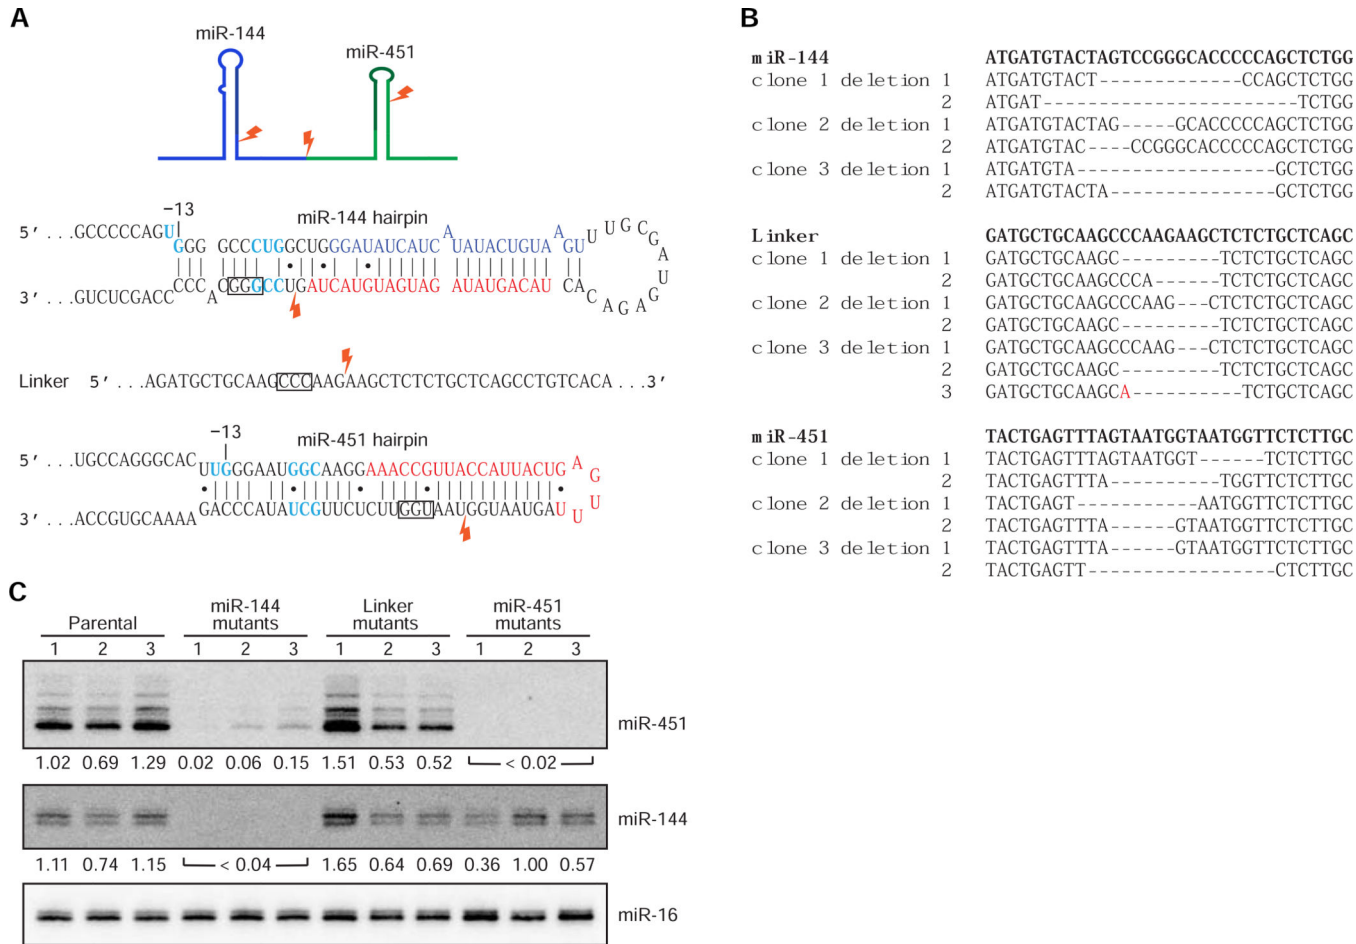 A
miR-144
miR-451
−13
miR-144 hairpin
5′ ...GCCCCCAGU GGG GCCCUGGCUGGGAUAUCAUC A UAUACUGUA A GU U UGCGAUGAGAC
3′ ...GUCUCGACC CCC A CGGGCCUGAUCAUGUAGUAG AUAUGACAU CA
Linker 5′ ...AGAUGCUGCAAGCCCAAGAAGCUCUCUGCUCAGCCUGUCACA...3′
−13
miR-451 hairpin
5′ ...UGCCAGGGCAC UUGGGAAUGGCAAGGAAACCGUUACCAUUACUG AGUU
3′ ...ACCGUGCAAAA GACCCAUAUCGUUCUCUUGGUAAUGGUAAUGAU
B
miR-144 ATGATGTACTAGTCCGGGCACCCCCAGCTCTGG
clone 1 deletion 1 ATGATGTACT-------------CCAGCTCTGG
2 ATGAT-----------------------TCTGG
clone 2 deletion 1 ATGATGTACTAG-----GCACCCCCAGCTCTGG
2 ATGATGTAC----CCGGGCACCCCCAGCTCTGG
clone 3 deletion 1 ATGATGTA------------------GCTCTGG
2 ATGATGTACTA---------------GCTCTGG
Linker GATGCTGCAAGCCCAAGAAGCTCTCTGCTCAGC
clone 1 deletion 1 GATGCTGCAAGC---------TCTCTGCTCAGC
2 GATGCTGCAAGCCCA------TCTCTGCTCAGC
clone 2 deletion 1 GATGCTGCAAGCCCAAG---CTCTCTGCTCAGC
2 GATGCTGCAAGC---------TCTCTGCTCAGC
clone 3 deletion 1 GATGCTGCAAGCCCAAG---CTCTCTGCTCAGC
2 GATGCTGCAAGC---------TCTCTGCTCAGC
3 GATGCTGCAAGCA----------TCTGCTCAGC
miR-451 TACTGAGTTTAGTAATGGTAATGGTTCTCTTGC
clone 1 deletion 1 TACTGAGTTTAGTAATGGT------TCTCTTGC
2 TACTGAGTTTA----------TGGTTCTCTTGC
clone 2 deletion 1 TACTGAGT-----------AATGGTTCTCTTGC
2 TACTGAGTTTA------GTAATGGTTCTCTTGC
clone 3 deletion 1 TACTGAGTTTA------GTAATGGTTCTCTTGC
2 TACTGAGTT-----------------CTCTTGC
C
Parental miR-144 mutants Linker mutants miR-451 mutants
1 2 3 1 2 3 1 2 3 1 2 3
miR-451
1.02 0.69 1.29 0.02 0.06 0.15 1.51 0.53 0.52 < 0.02
miR-144
1.11 0.74 1.15 < 0.04 1.65 0.64 0.69 0.36 1.00 0.57
miR-16